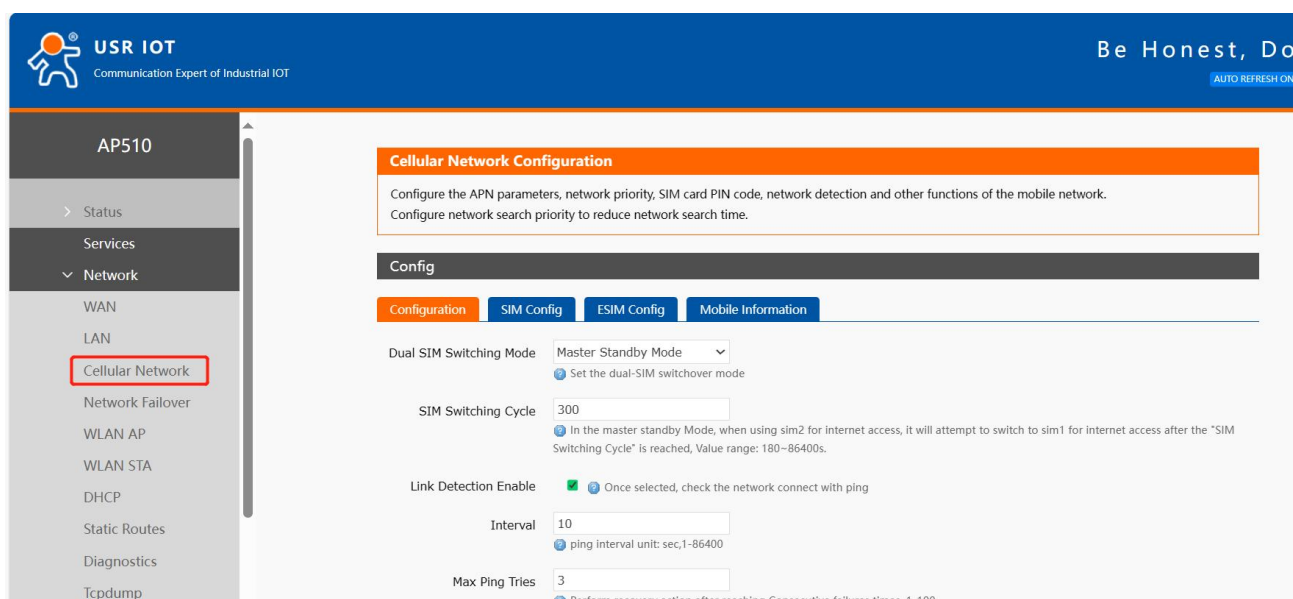 USR IOT
Communication Expert of Industrial IOT
Be Honest, Do
AUTO REFRESH ON
AP510
Status
Services
Network
WAN
LAN
Cellular Network
Network Failover
WLAN AP
WLAN STA
DHCP
Static Routes
Diagnostics
Tcpdump
Cellular Network Configuration
Configure the APN parameters, network priority, SIM card PIN code, network detection and other functions of the mobile network.
Configure network search priority to reduce network search time.
Config
Configuration SIM Config ESIM Config Mobile Information
Dual SIM Switching Mode Master Standby Mode
Set the dual-SIM switchover mode
SIM Switching Cycle 300
In the master standby Mode, when using sim2 for internet access, it will attempt to switch to sim1 for internet access after the "SIM
Switching Cycle" is reached, Value range: 180~86400s.
Link Detection Enable Once selected, check the network connect with ping
Interval 10
ping interval unit: sec,1-86400
Max Ping Tries 3